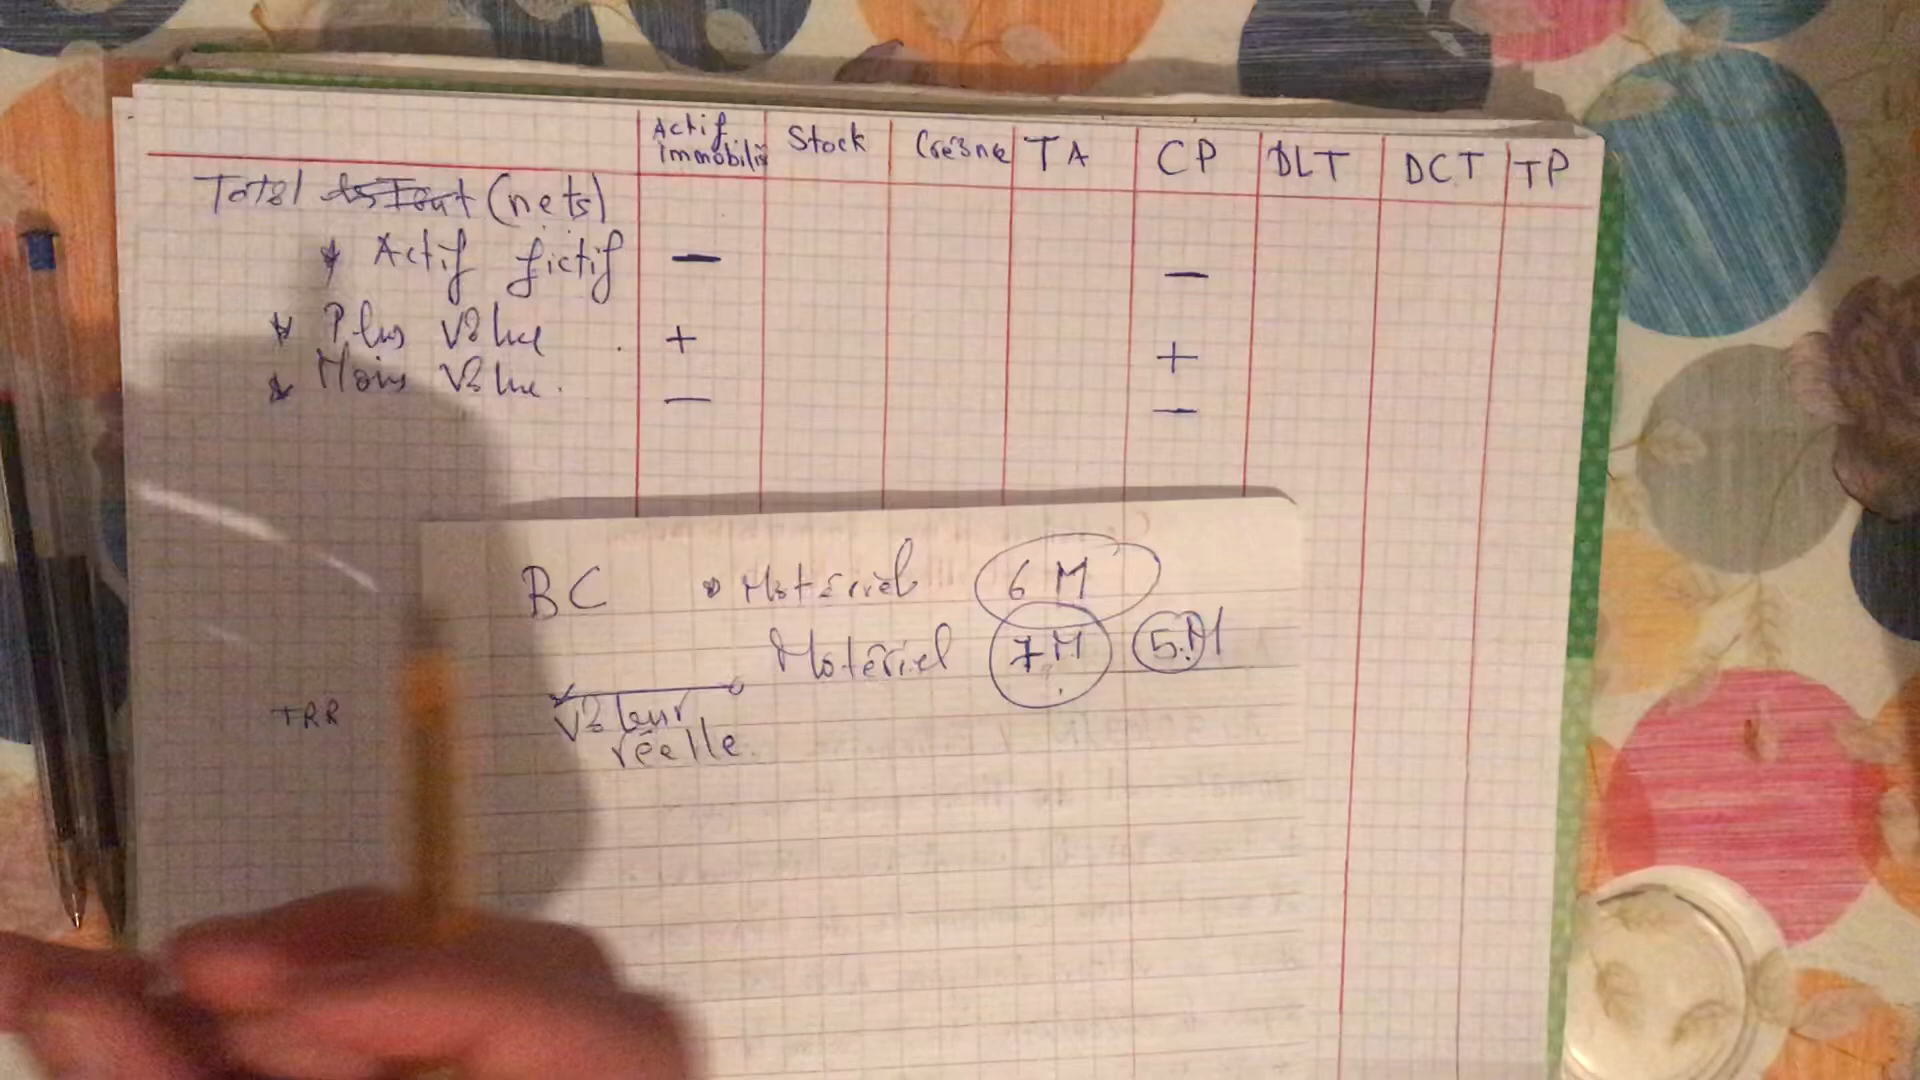 Actif immobilis Stock Créance TA CP DLT DCT TP
Total (nets)
* Actif fictif — —
* Plus value + +
* Moins value. — —
BC • Matériel 6 M
Matériel 7 M 5.M
Valeur réelle.
TRR